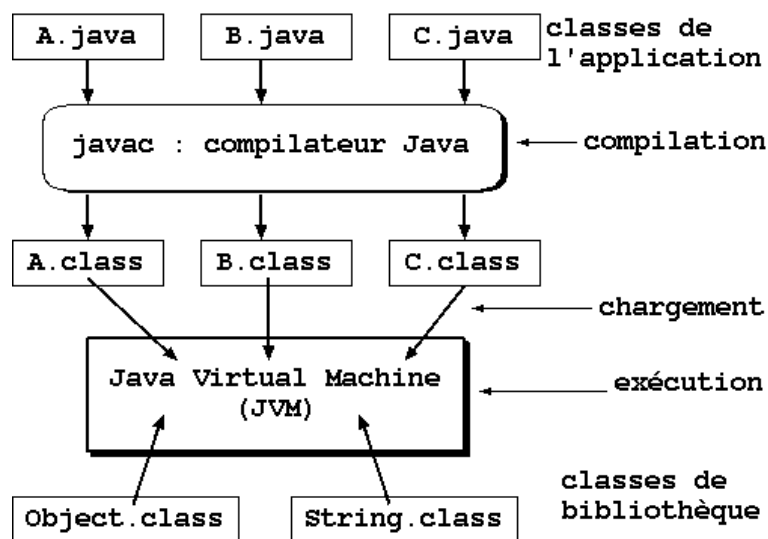 A.java
B.java
C.java
classes de
l'application
javac : compilateur Java
compilation
A.class
B.class
C.class
chargement
Java Virtual Machine
(JVM)
exécution
classes de
bibliothèque
Object.class
String.class